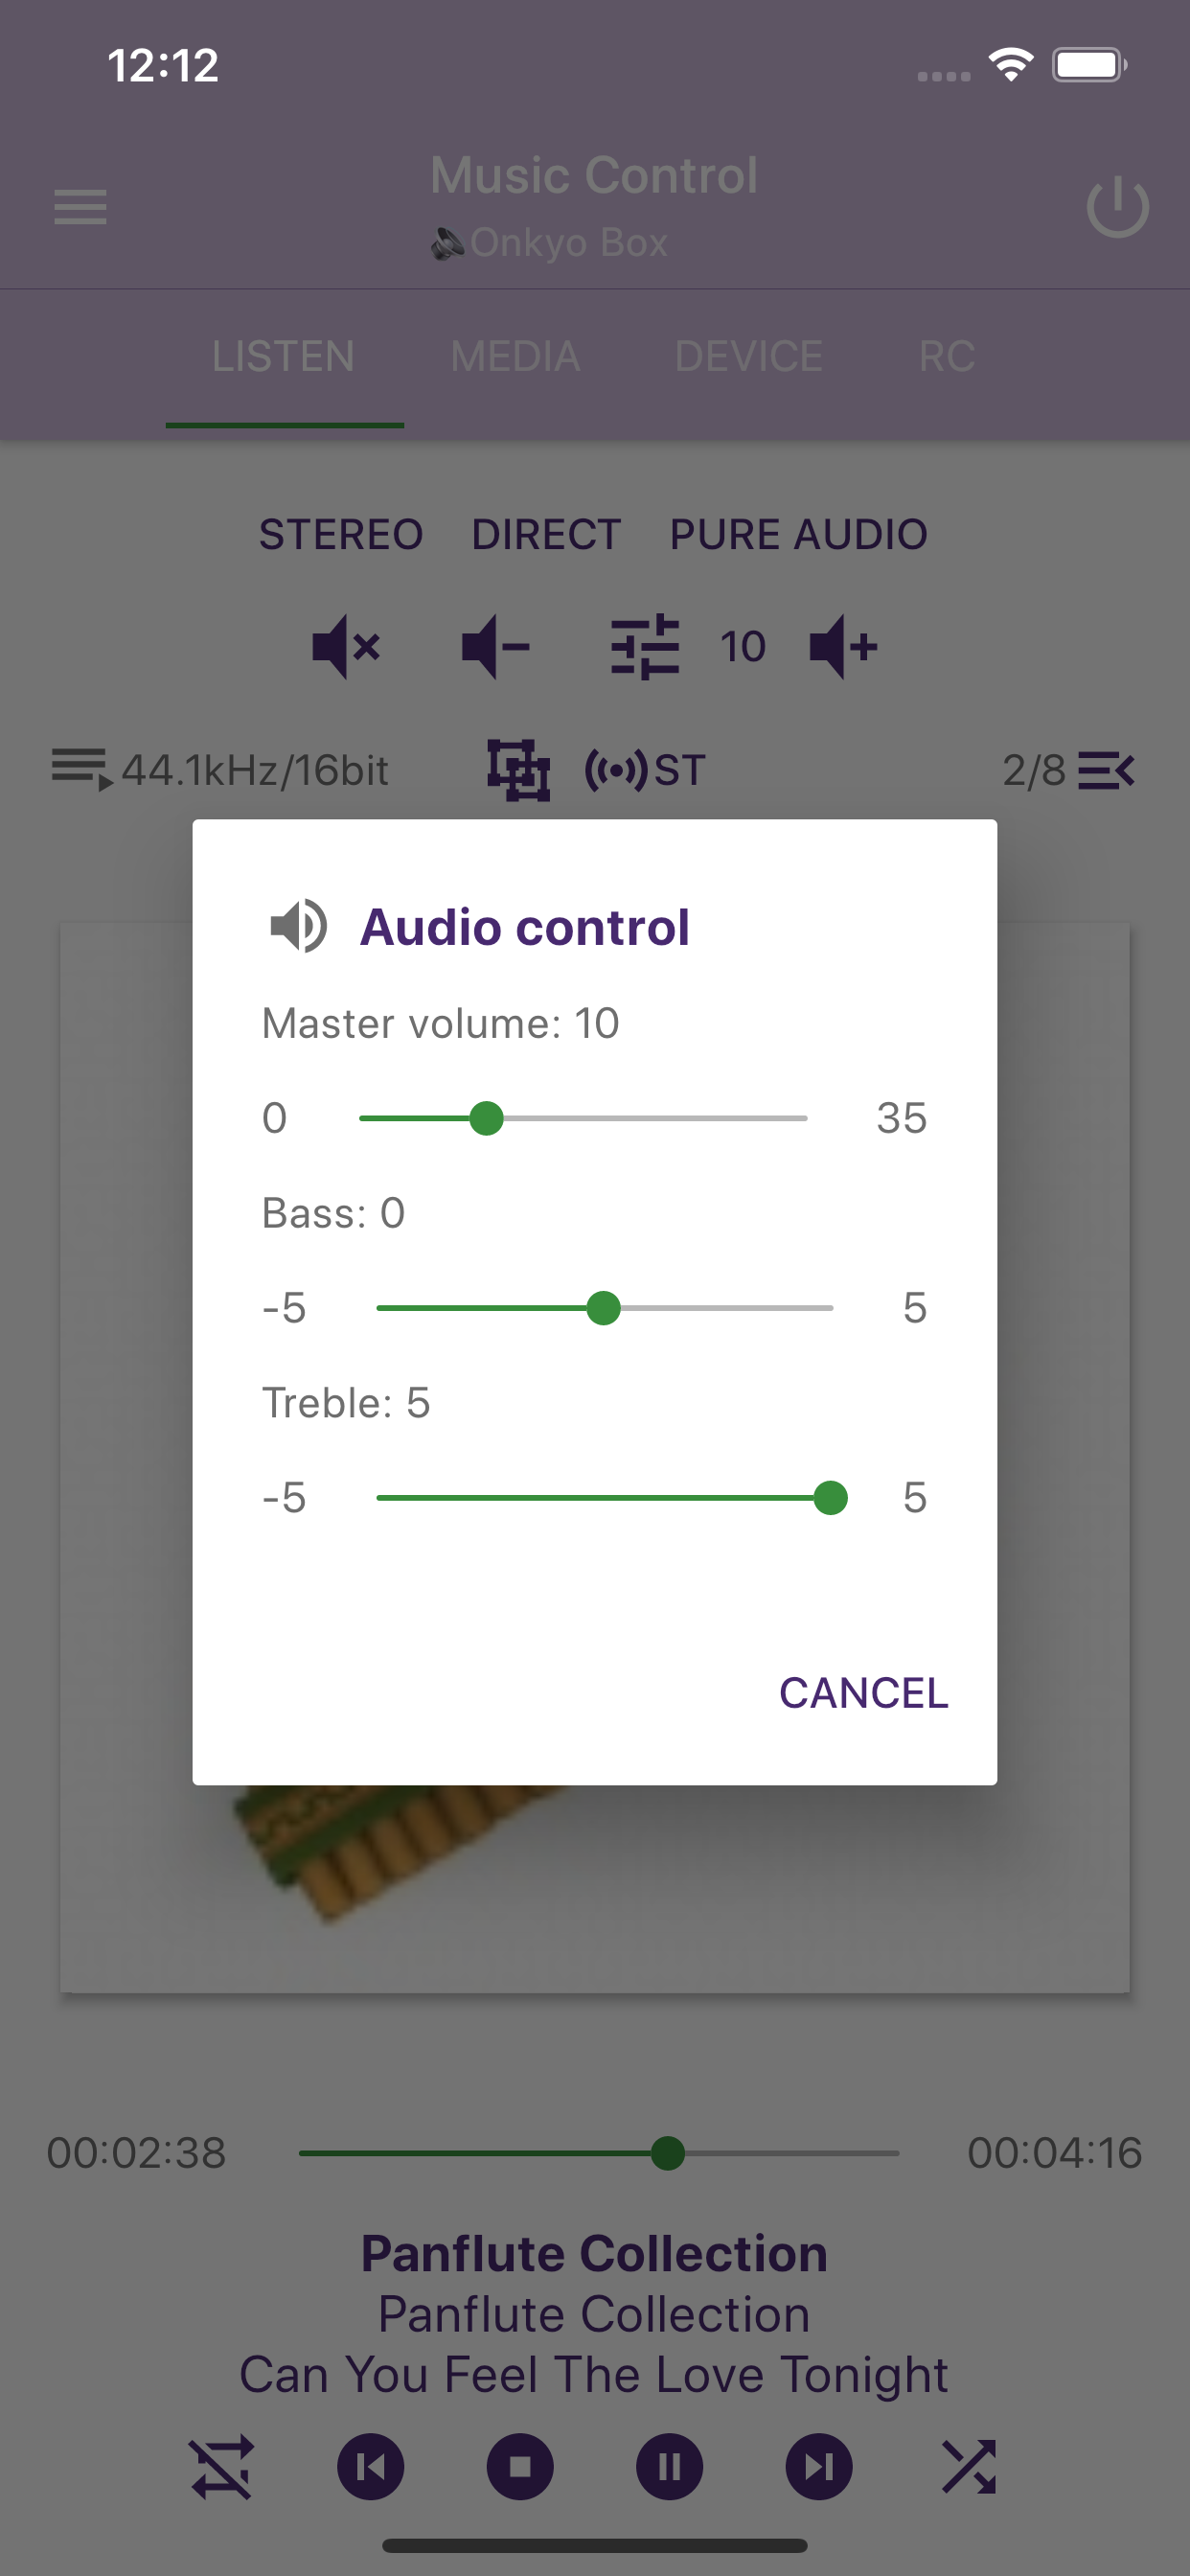 12:12
Music Control
Onkyo Box
LISTEN MEDIA DEVICE RC
STEREO DIRECT PURE AUDIO
10
44.1kHz/16bit ST 2/8
Audio control
Master volume: 10
0 35
Bass: 0
-5 5
Treble: 5
-5 5
CANCEL
00:02:38 00:04:16
Panflute Collection
Panflute Collection
Can You Feel The Love Tonight